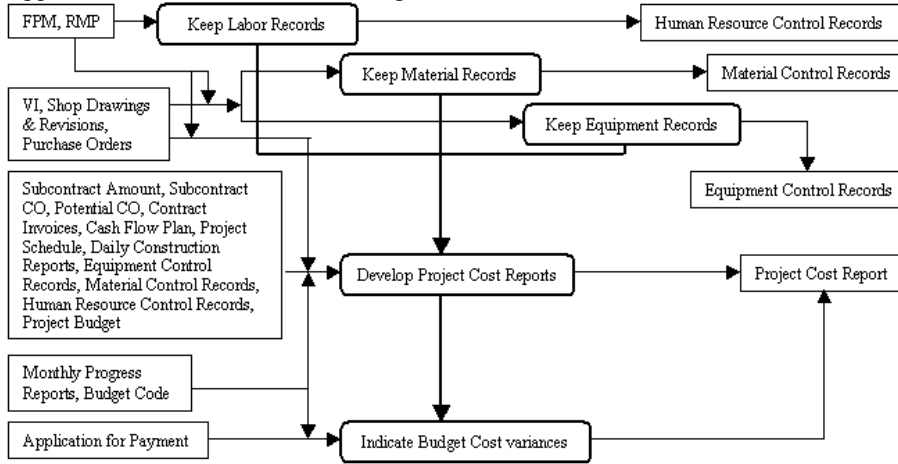 FPM, RMP
Keep Labor Records
Human Resource Control Records
Keep Material Records
Material Control Records
VI, Shop Drawings
& Revisions,
Purchase Orders
Keep Equipment Records
Equipment Control Records
Subcontract Amount, Subcontract
CO, Potential CO, Contract
Invoices, Cash Flow Plan, Project
Schedule, Daily Construction
Reports, Equipment Control
Records, Material Control Records,
Human Resource Control Records,
Project Budget
Develop Project Cost Reports
Project Cost Report
Monthly Progress
Reports, Budget Code
Application for Payment
Indicate Budget Cost variances